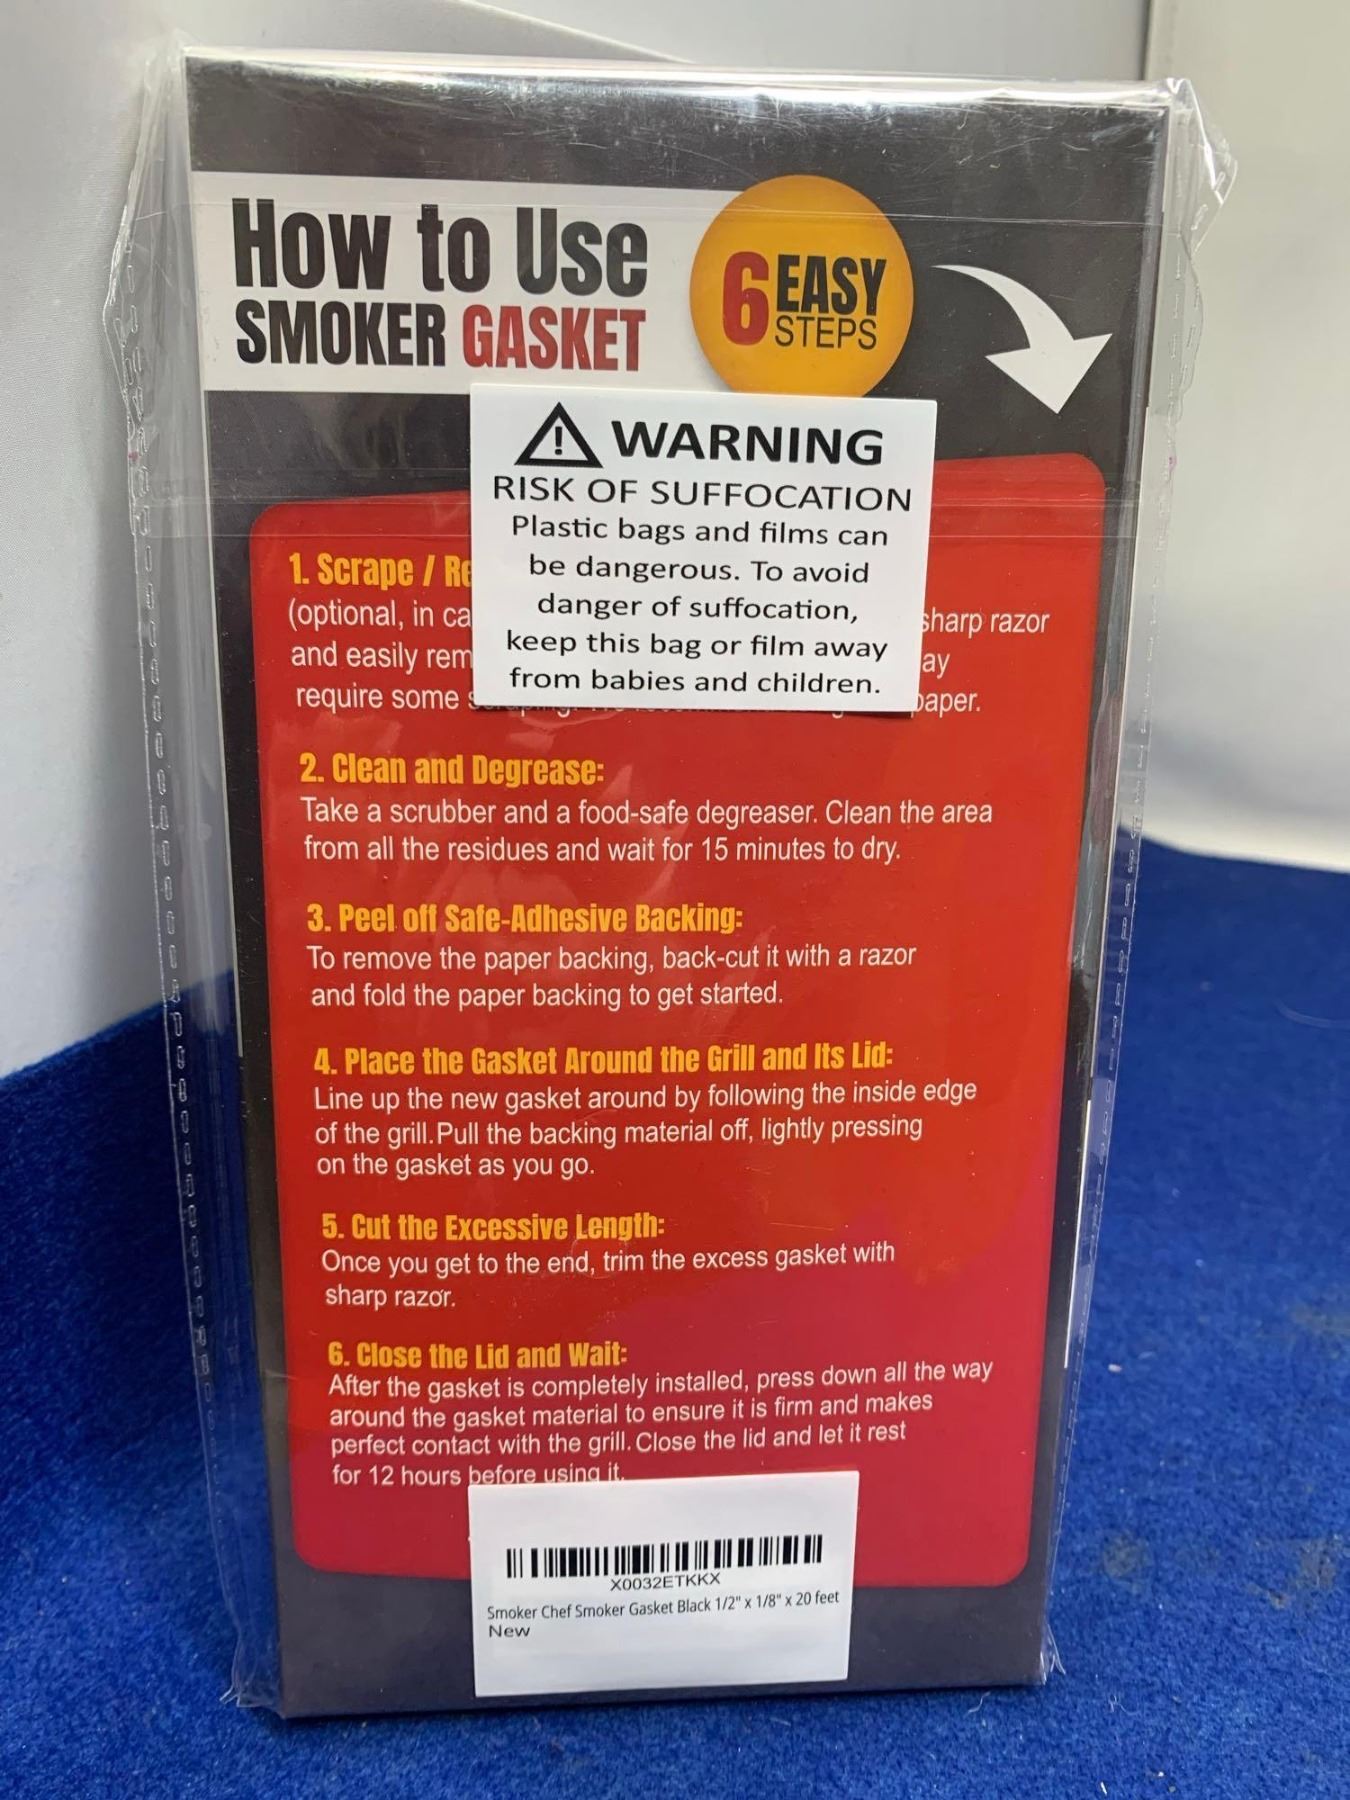 How to Use
SMOKER GASKET
6 EASY
STEPS
WARNING
RISK OF SUFFOCATION
Plastic bags and films can
be dangerous. To avoid
danger of suffocation,
keep this bag or film away
from babies and children.
1. Scrape / Re
(optional, in ca sharp razor
and easily rem ay
require some paper.
2. Clean and Degrease:
Take a scrubber and a food-safe degreaser. Clean the area
from all the residues and wait for 15 minutes to dry.
3. Peel off Safe-Adhesive Backing:
To remove the paper backing, back-cut it with a razor
and fold the paper backing to get started.
4. Place the Gasket Around the Grill and Its Lid:
Line up the new gasket around by following the inside edge
of the grill. Pull the backing material off, lightly pressing
on the gasket as you go.
5. Cut the Excessive Length:
Once you get to the end, trim the excess gasket with
sharp razor.
6. Close the Lid and Wait:
After the gasket is completely installed, press down all the way
around the gasket material to ensure it is firm and makes
perfect contact with the grill. Close the lid and let it rest
for 12 hours before using it.
X0032ETKKX
Smoker Chef Smoker Gasket Black 1/2" x 1/8" x 20 feet
New